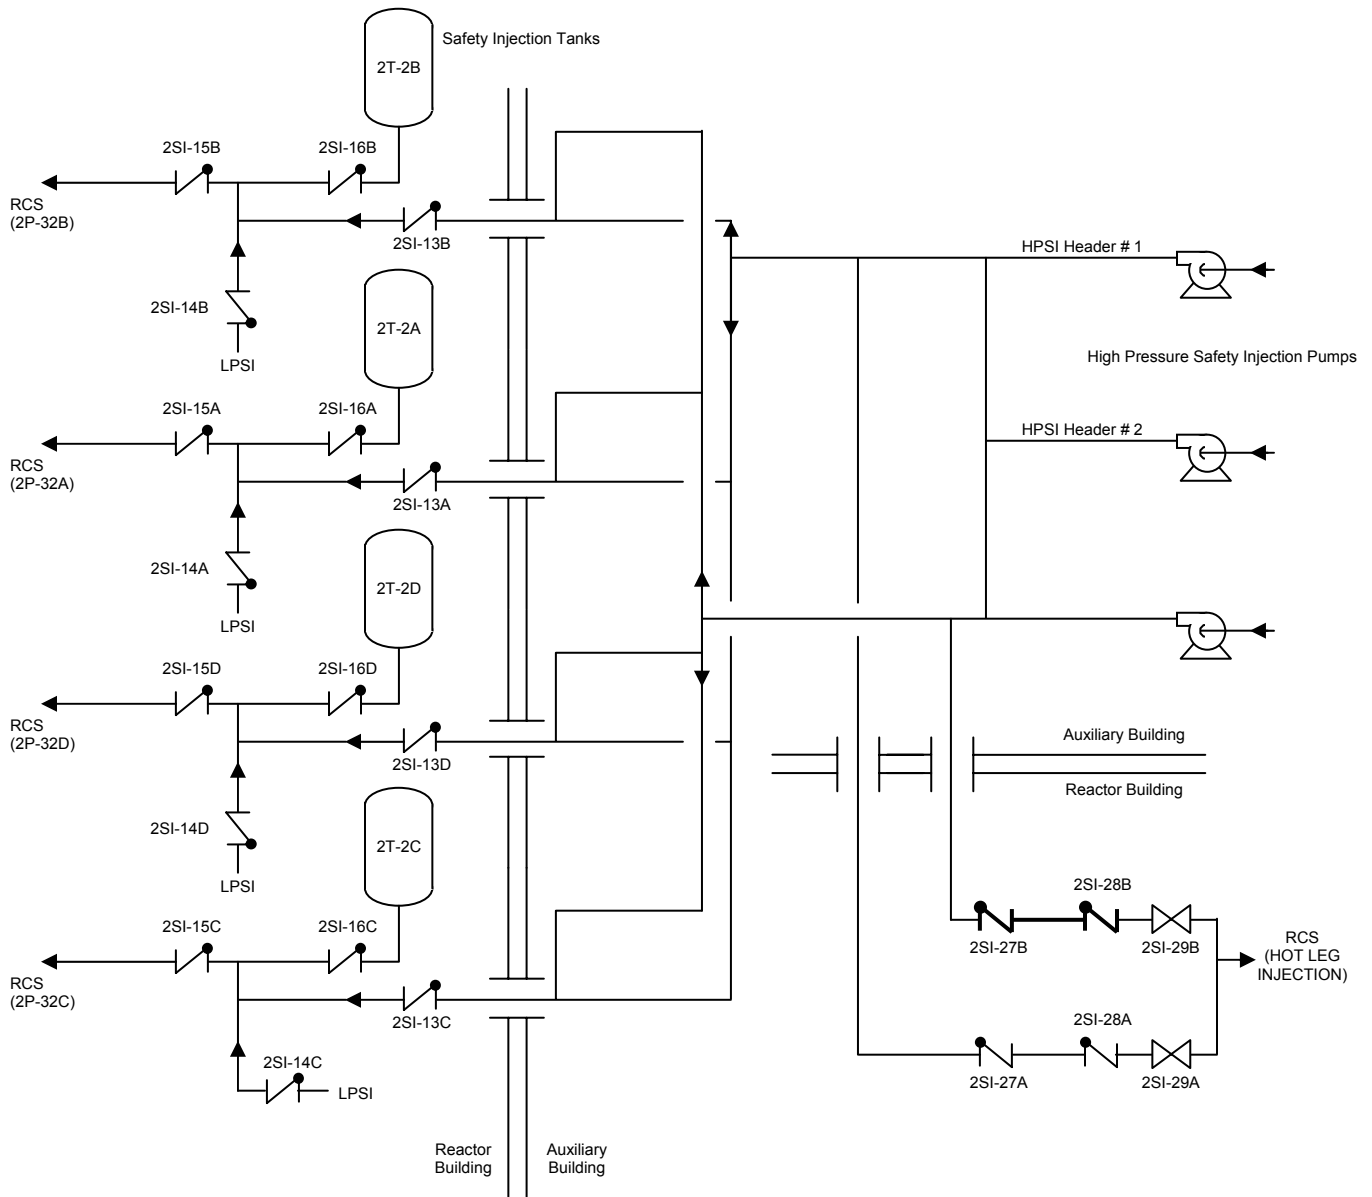 Safety Injection Tanks
2T-2B
2SI-15B
2SI-16B
RCS
(2P-32B)
2SI-13B
2SI-14B
LPSI
2T-2A
HPSI Header # 1
High Pressure Safety Injection Pumps
2SI-15A
2SI-16A
HPSI Header # 2
RCS
(2P-32A)
2SI-13A
2SI-14A
LPSI
2T-2D
2SI-15D
2SI-16D
RCS
(2P-32D)
2SI-13D
Auxiliary Building
Reactor Building
2SI-14D
LPSI
2T-2C
2SI-15C
2SI-16C
RCS
(2P-32C)
2SI-13C
2SI-14C
LPSI
2SI-28B
2SI-27B
2SI-29B
RCS
(HOT LEG
INJECTION)
2SI-28A
2SI-27A
2SI-29A
Reactor
Building
Auxiliary
Building